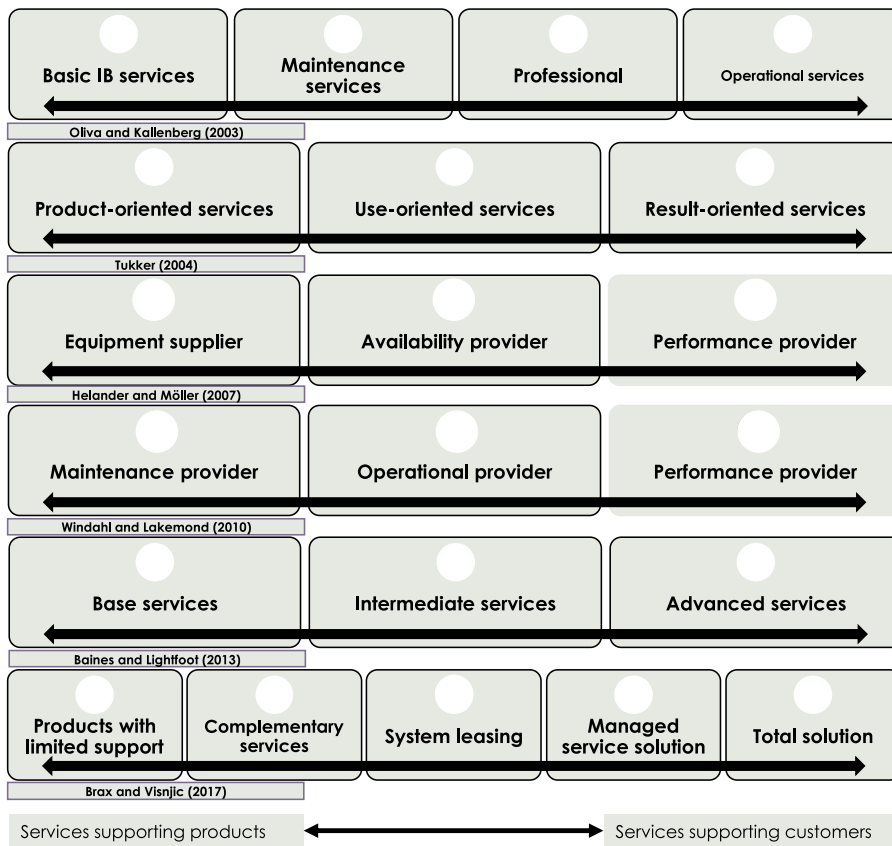 Basic IB services
Maintenance
services
Professional
Operational services
Oliva and Kallenberg (2003)
Product-oriented services
Use-oriented services
Result-oriented services
Tukker (2004)
Equipment supplier
Availability provider
Performance provider
Helander and Möller (2007)
Maintenance provider
Operational provider
Performance provider
Windahl and Lakemond (2010)
Base services
Intermediate services
Advanced services
Baines and Lightfoot (2013)
Products with
limited support
Complementary
services
System leasing
Managed
service solution
Total solution
Brax and Visnjic (2017)
Services supporting products
Services supporting customers